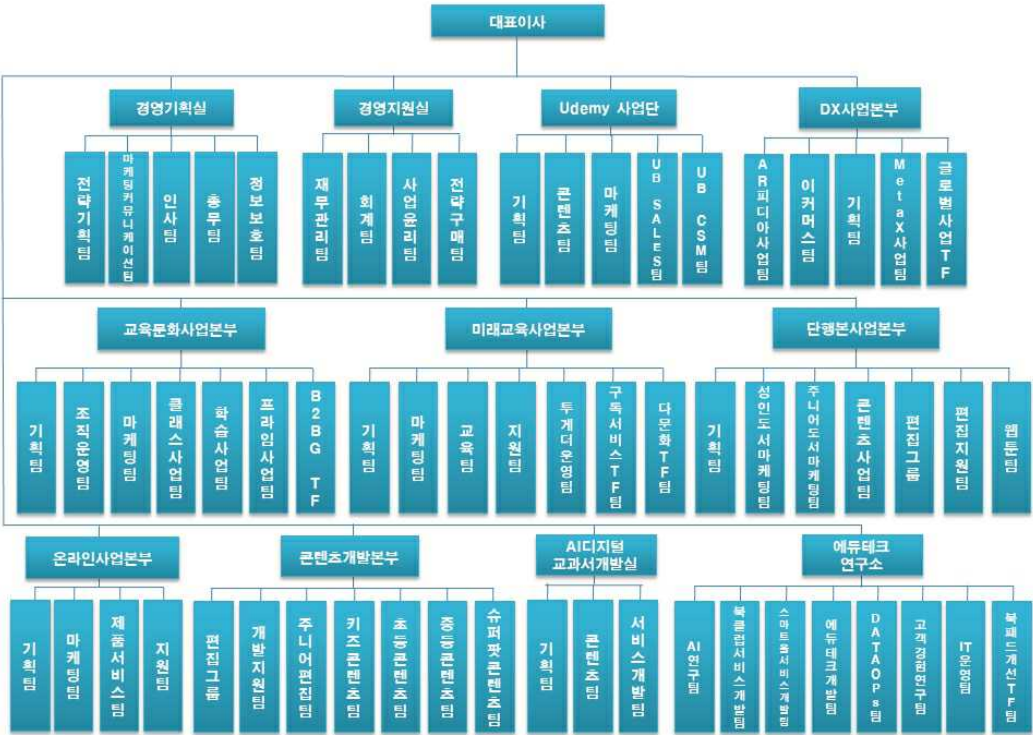 대표이사
경영기획실
경영지원실
Udemy 사업단
DX사업본부
전략기획팀
마케팅커뮤니케이션팀
인사팀
총무팀
정보보호팀
재무관리팀
회계팀
사업윤리팀
전략구매팀
기획팀
콘텐츠팀
마케팅팀
UB SALES팀
UB CSM팀
AR피디아사업팀
이커머스팀
기획팀
MetaX사업팀
글로벌사업TF
교육문화사업본부
미래교육사업본부
단행본사업본부
기획팀
조직운영팀
마케팅팀
클래스사업팀
학습사업팀
프라임사업팀
B2BG TF
기획팀
마케팅팀
교육팀
지원팀
투게더운영팀
구독서비스TF팀
다문화TF팀
기획팀
성인도서마케팅팀
주니어도서마케팅팀
콘텐츠사업팀
편집그룹
편집지원팀
웹툰팀
온라인사업본부
콘텐츠개발본부
AI디지털
교과서개발실
에듀테크
연구소
기획팀
마케팅팀
제품서비스팀
지원팀
편집그룹
개발지원팀
주니어편집팀
키즈콘텐츠팀
초등콘텐츠팀
중등콘텐츠팀
슈퍼팟콘텐츠팀
기획팀
콘텐츠팀
서비스개발팀
AI연구팀
북클럽서비스개발팀
스마트올서비스개발팀
에듀테크개발팀
DATAOPs팀
고객경험연구팀
IT운영팀
북패드개선TF팀